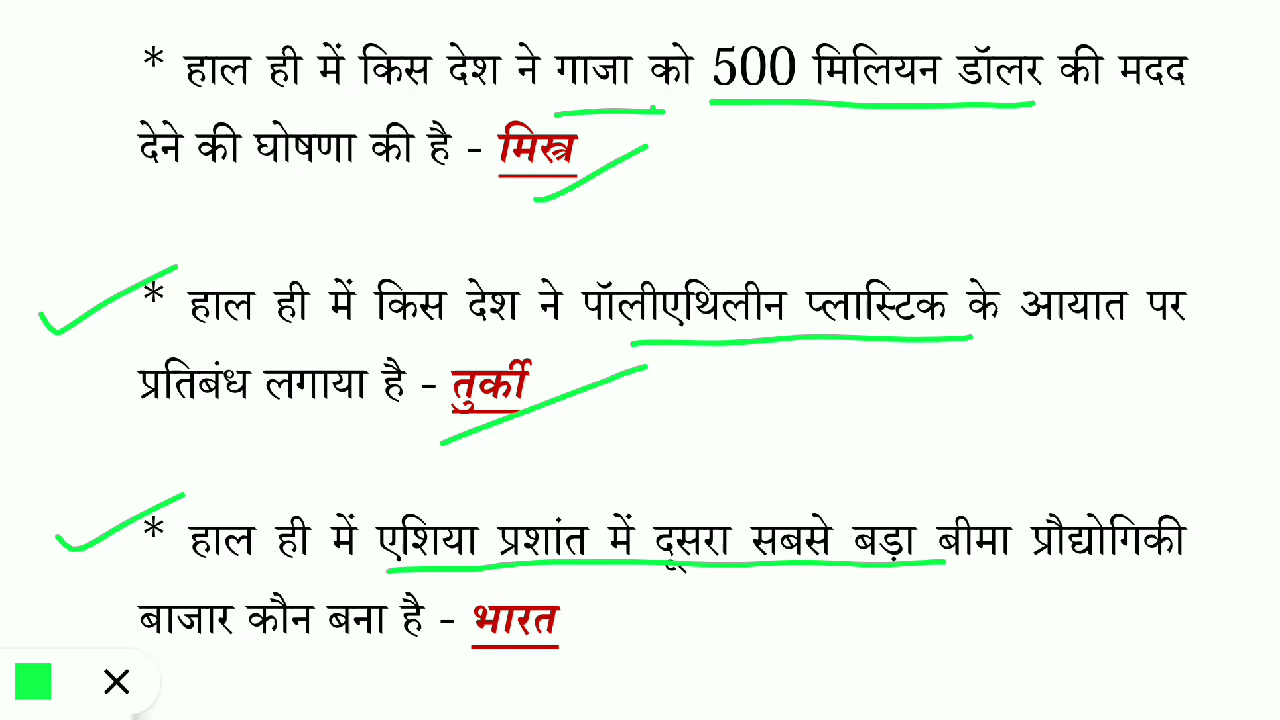 * हाल ही में किस देश ने गाजा को 500 मिलियन डॉलर की मदद
देने की घोषणा की है - मिस्त्र
* हाल ही में किस देश ने पॉलीएथिलीन प्लास्टिक के आयात पर
प्रतिबंध लगाया है - तुर्की
* हाल ही में एशिया प्रशांत में दूसरा सबसे बड़ा बीमा प्रौद्योगिकी
बाजार कौन बना है - भारत